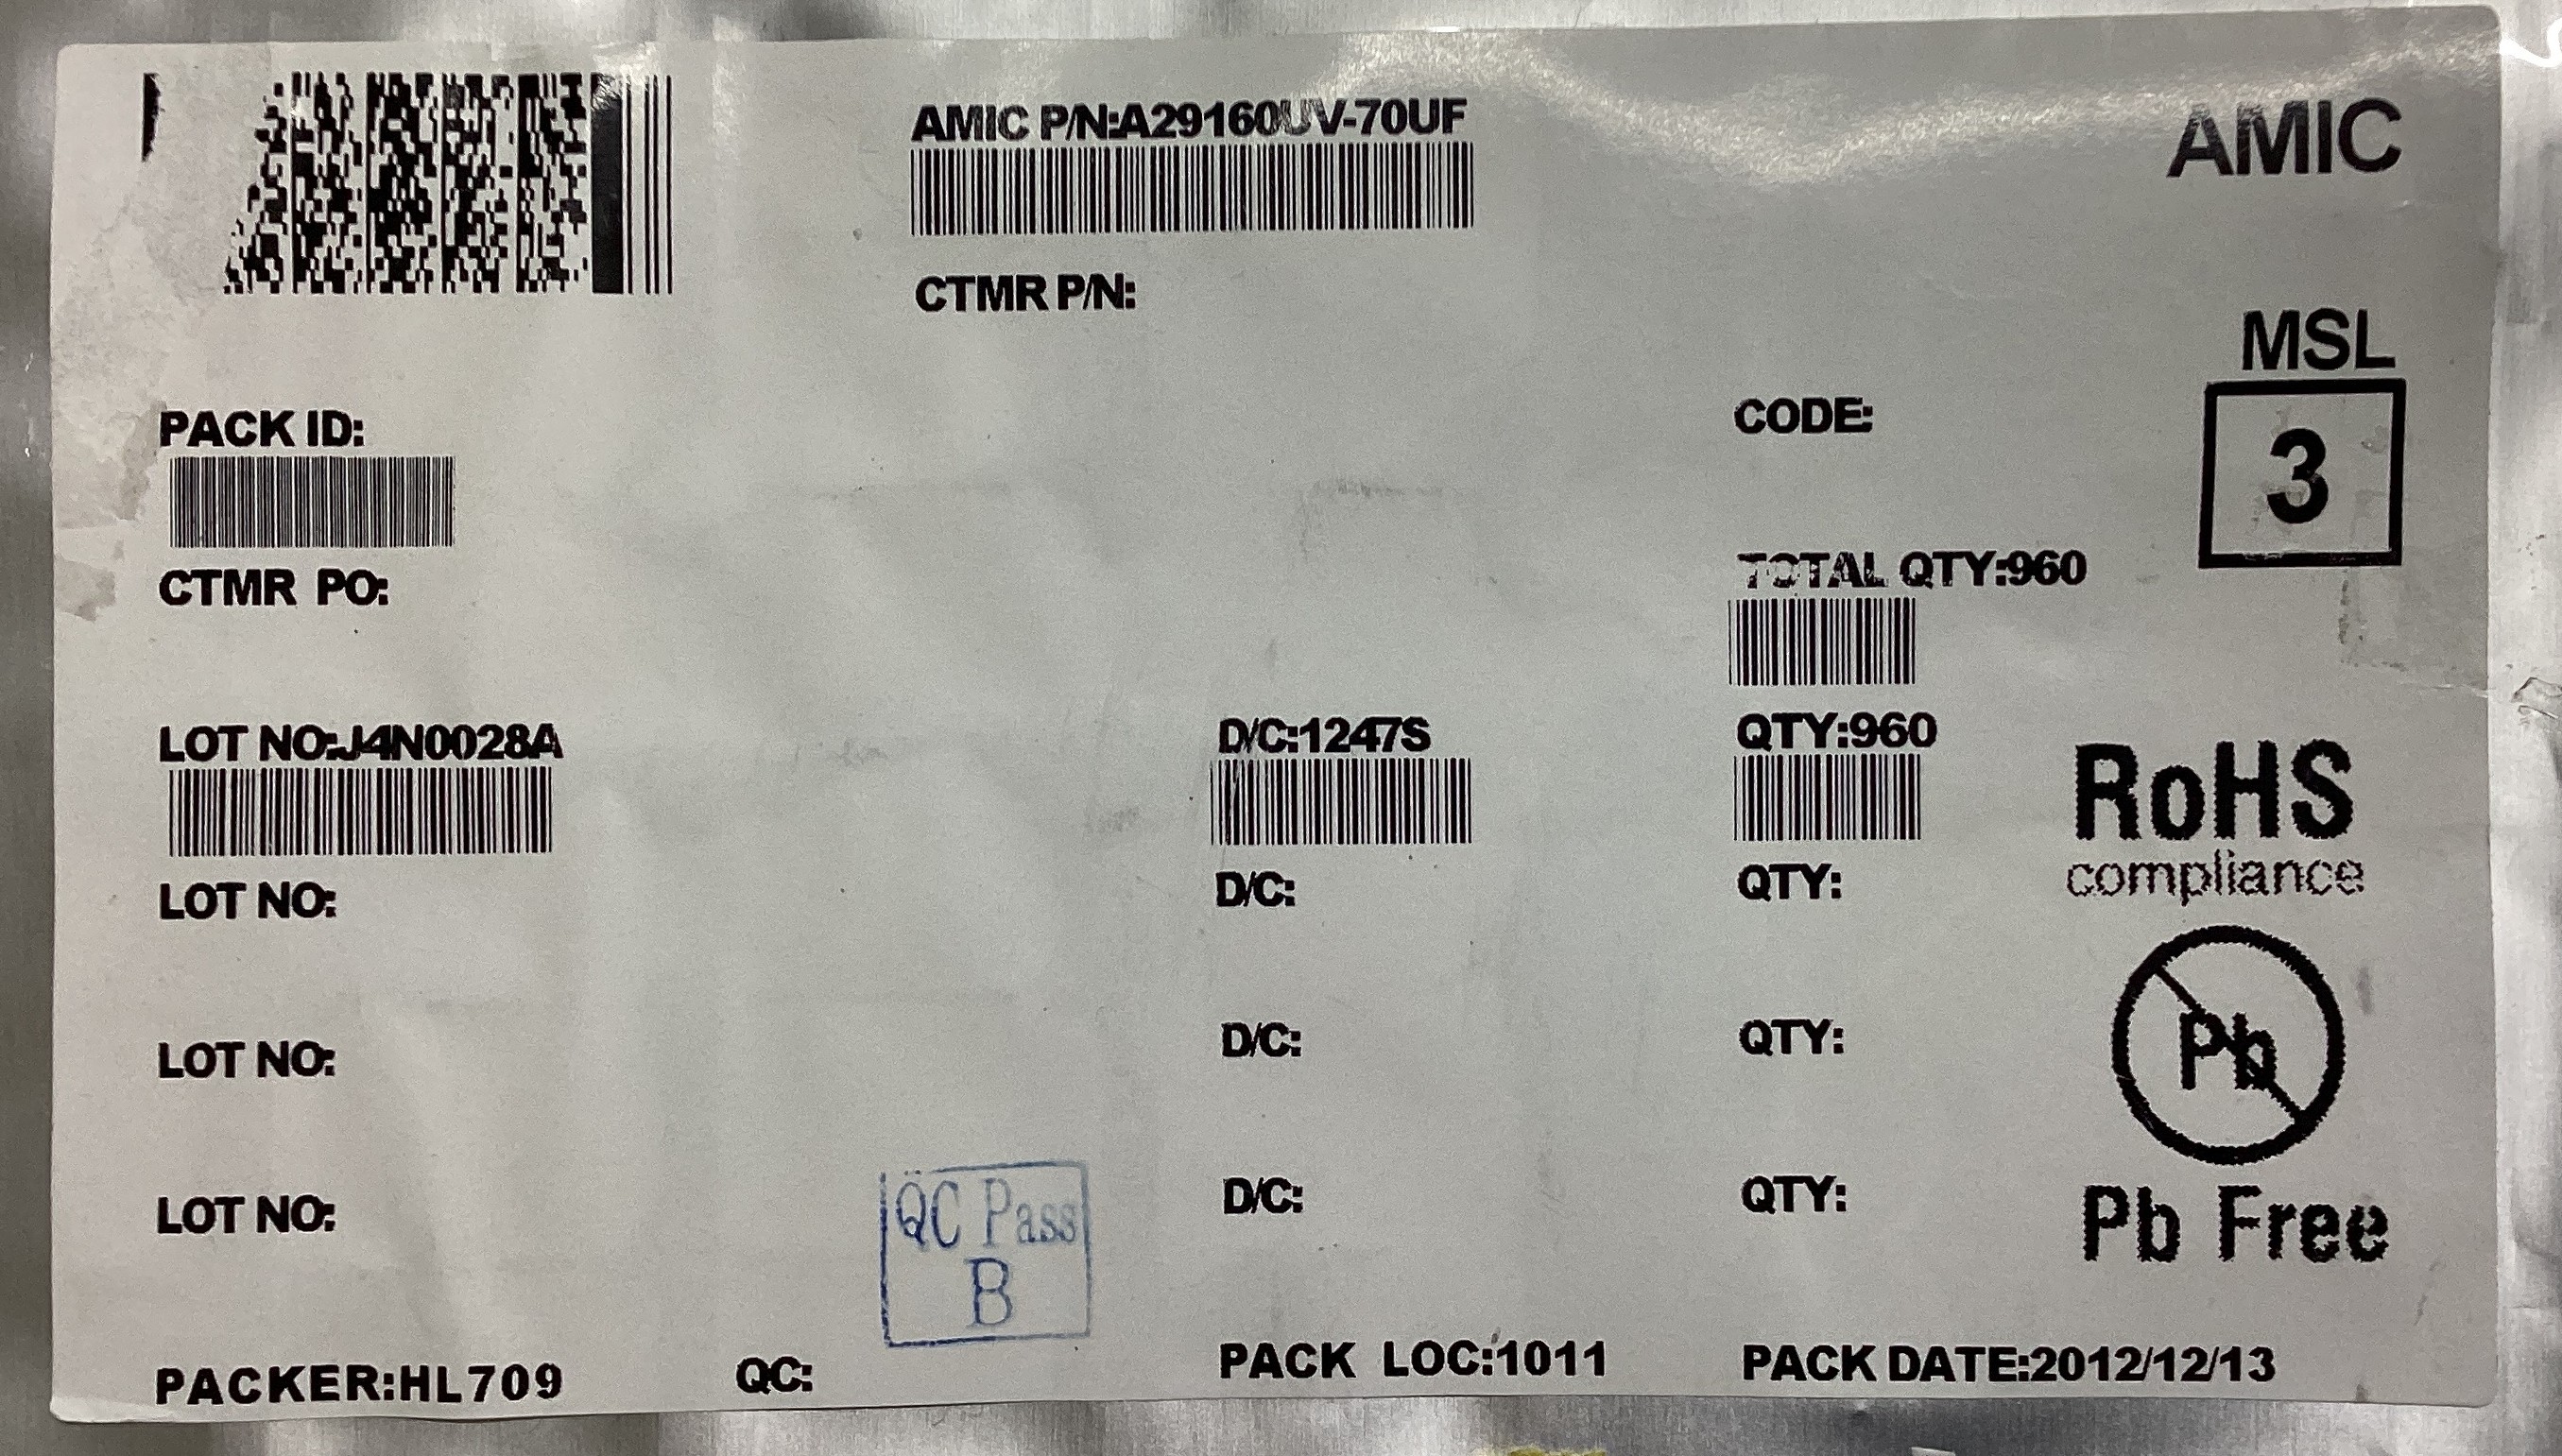 AMIC P/N:A29160UV-70UF
AMIC
CTMR P/N:
MSL
3
PACK ID:
CODE:
CTMR PO:
TOTAL QTY:960
LOT NO:J4N0028A
D/C:1247S
QTY:960
RoHS
compliance
LOT NO:
D/C:
QTY:
LOT NO:
D/C:
QTY:
Pb
LOT NO:
D/C:
QTY:
Pb Free
QC Pass
B
PACKER:HL709
QC:
PACK LOC:1011
PACK DATE:2012/12/13